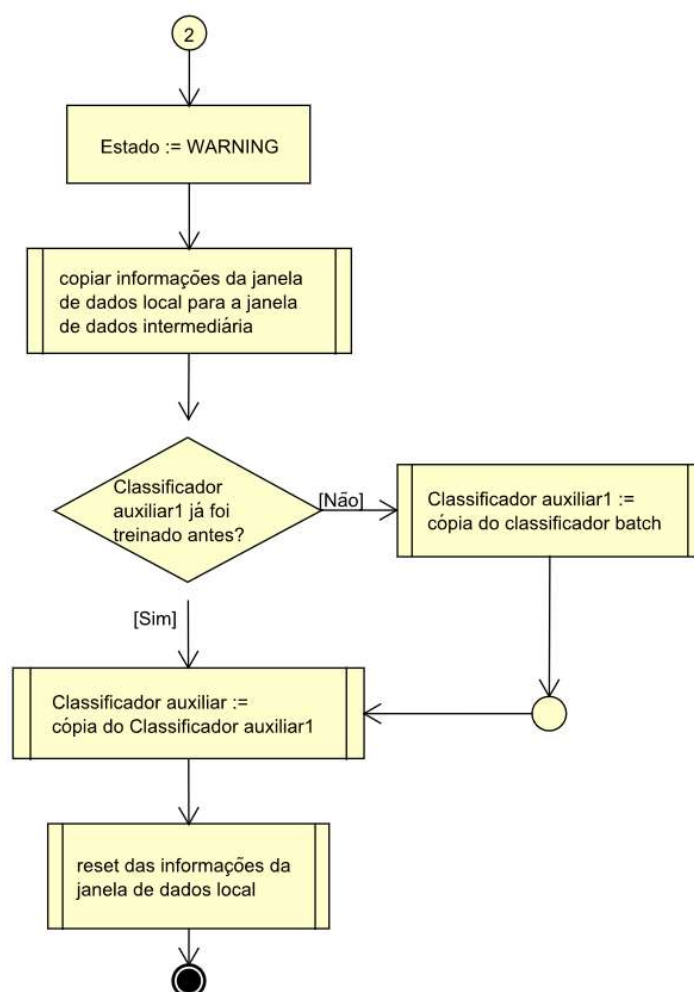 2
Estado := WARNING
copiar informações da janela
de dados local para a janela
de dados intermediária
Classificador
auxiliar1 já foi
treinado antes?
[Não]
Classificador auxiliar1 :=
cópia do classificador batch
[Sim]
Classificador auxiliar :=
cópia do Classificador auxiliar1
reset das informações da
janela de dados local